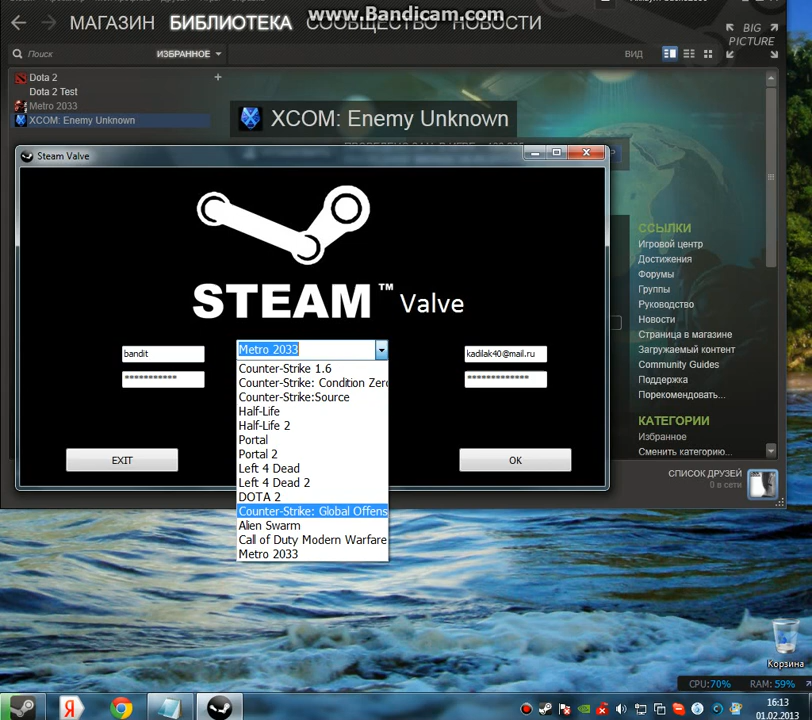 www.Bandicam.com
МАГАЗИН БИБЛИОТЕКА СООБЩЕСТВО НОВОСТИ
BIG PICTURE
Поиск
ИЗБРАННОЕ
ВИД
Dota 2
Dota 2 Test
Metro 2033
XCOM: Enemy Unknown
XCOM: Enemy Unknown
Steam Valve
STEAM™ Valve
bandit
Metro 2033
kadilak40@mail.ru
***********
*************
Counter-Strike 1.6
Counter-Strike: Condition Zero
Counter-Strike:Source
Half-Life
Half-Life 2
Portal
Portal 2
Left 4 Dead
Left 4 Dead 2
DOTA 2
Counter-Strike: Global Offens
Alien Swarm
Call of Duty Modern Warfare
Metro 2033
EXIT
OK
ССЫЛКИ
Игровой центр
Достижения
Форумы
Группы
Руководство
Новости
Страница в магазине
Загружаемый контент
Community Guides
Поддержка
Порекомендовать...
КАТЕГОРИИ
Избранное
Сменить категорию...
СПИСОК ДРУЗЕЙ
0 в сети
Корзина
CPU:70% RAM: 59%
16:13
01.02.2013